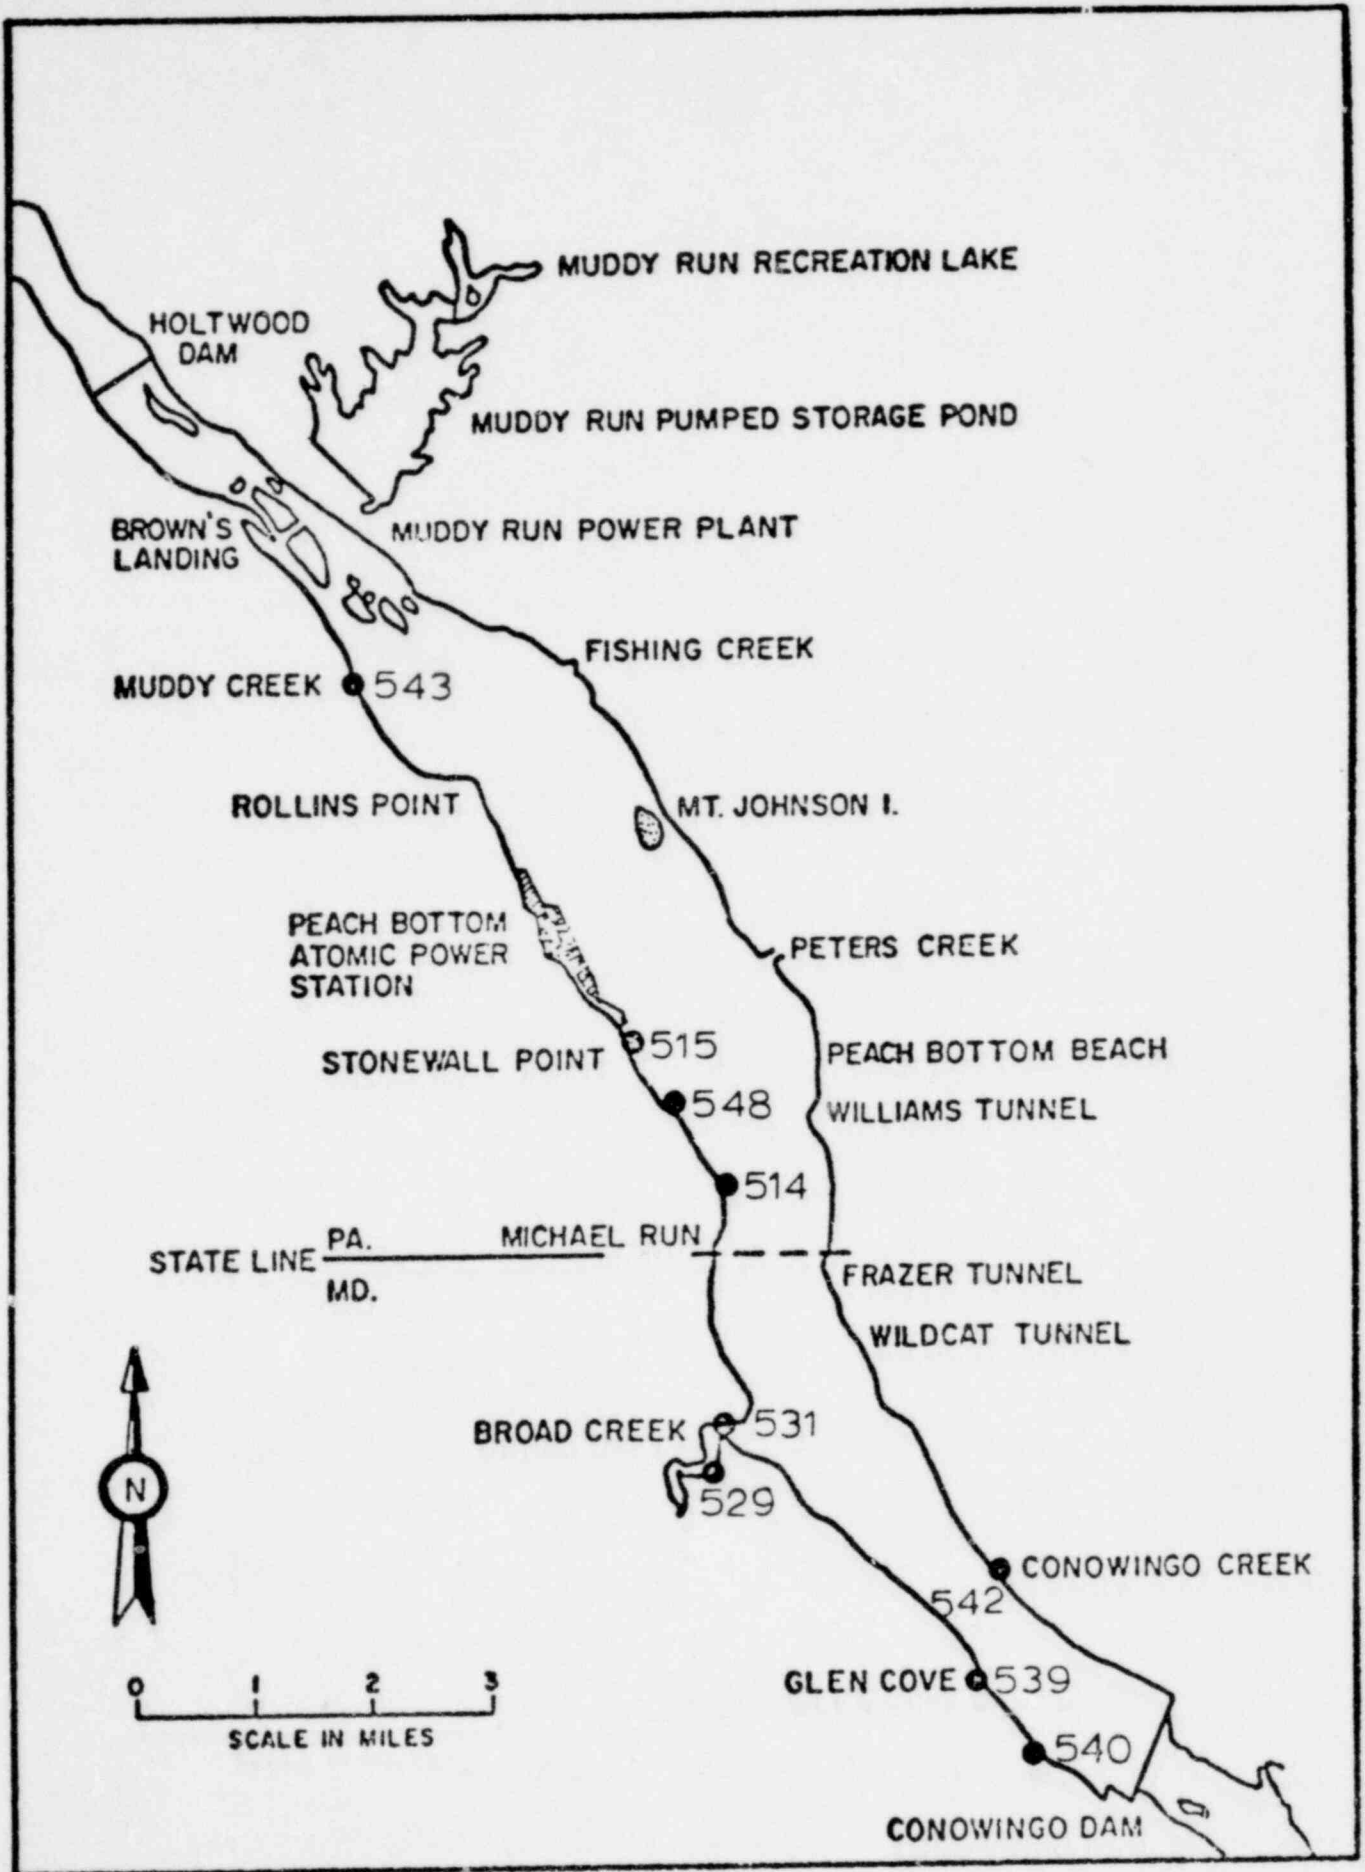 MUDDY RUN RECREATION LAKE
HOLTWOOD
DAM
MUDDY RUN PUMPED STORAGE POND
BROWN'S
LANDING
MUDDY RUN POWER PLANT
FISHING CREEK
MUDDY CREEK 543
ROLLINS POINT
MT. JOHNSON I.
PEACH BOTTOM
ATOMIC POWER
STATION
PETERS CREEK
515
STONEWALL POINT
PEACH BOTTOM BEACH
548
WILLIAMS TUNNEL
514
STATE LINE
PA.
MD.
MICHAEL RUN
FRAZER TUNNEL
WILDCAT TUNNEL
BROAD CREEK 531
529
N
CONOWINGO CREEK
542
GLEN COVE 539
0 1 2 3
SCALE IN MILES
540
CONOWINGO DAM